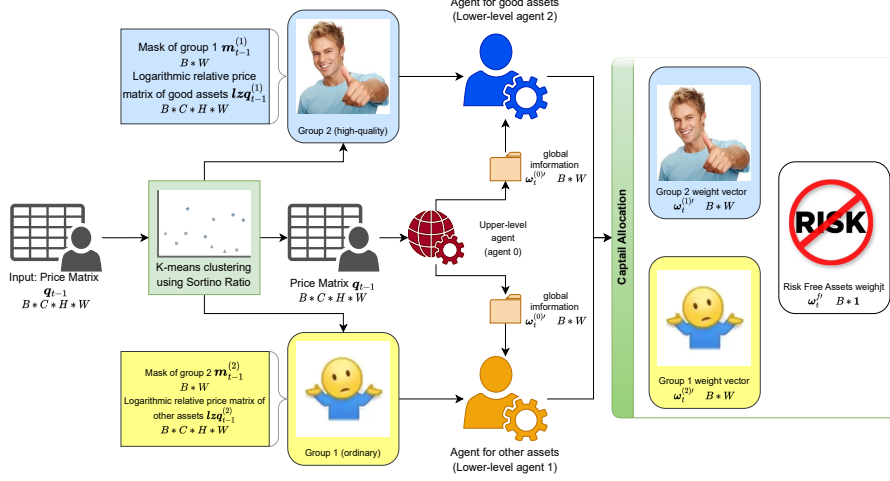 Agent for good assets
(Lower-level agent 2)
Mask of group 1 m_{t-1}^{(1)}
B * W
Logarithmic relative price
matrix of good assets lzq_{t-1}^{(1)}
B * C * H * W
Group 2 (high-quality)
global
imformation
ω_t^{(0)′} B * W
Input: Price Matrix
q_{t-1}
B * C * H * W
K-means clustering
using Sortino Ratio
Price Matrix q_{t-1}
B * C * H * W
Upper-level
agent
(agent 0)
global
imformation
ω_t^{(0)′} B * W
Mask of group 2 m_{t-1}^{(2)}
B * W
Logarithmic relative price matrix of
other assets lzq_{t-1}^{(2)}
B * C * H * W
Group 1 (ordinary)
Agent for other assets
(Lower-level agent 1)
Captail Allocation
Group 2 weight vector
ω_t^{(1)′} B * W
RISK
Risk Free Assets weighjt
ω_t^{f′} B * 1
Group 1 weight vector
ω_t^{(2)′} B * W